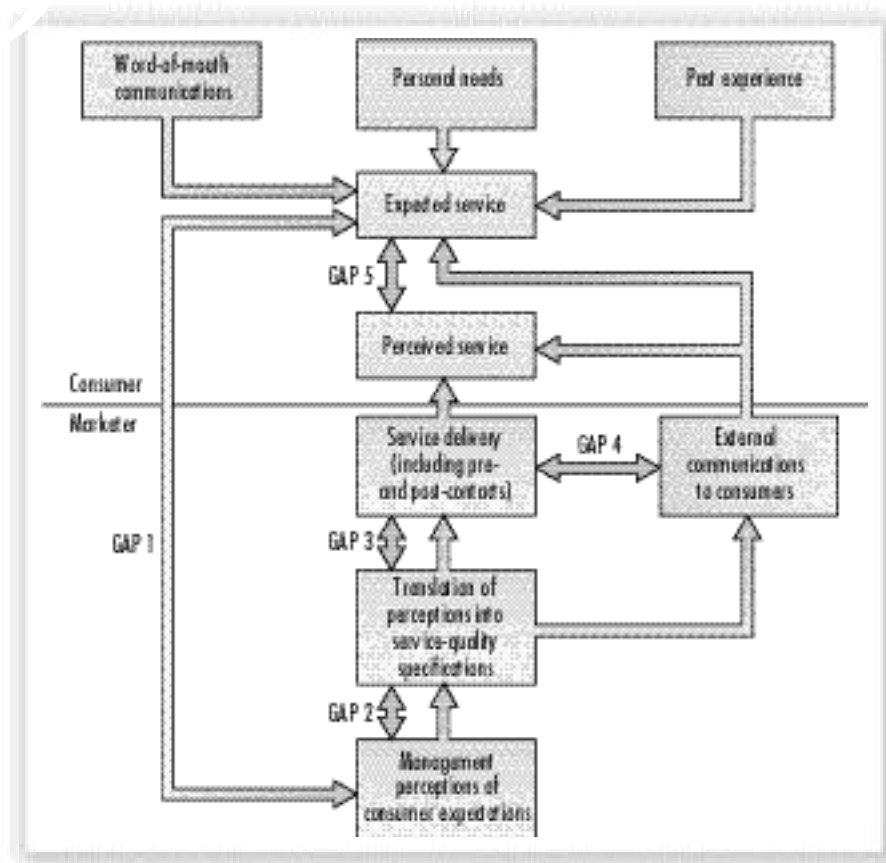 Word-of-mouth
communications
Personal needs
Past experience
Expected service
GAP 5
Perceived service
Consumer
Marketer
Service delivery
(including pre-
and post-contacts)
GAP 4
External
communications
to consumers
GAP 1
GAP 3
Translation of
perceptions into
service-quality
specifications
GAP 2
Management
perceptions of
consumer expectations